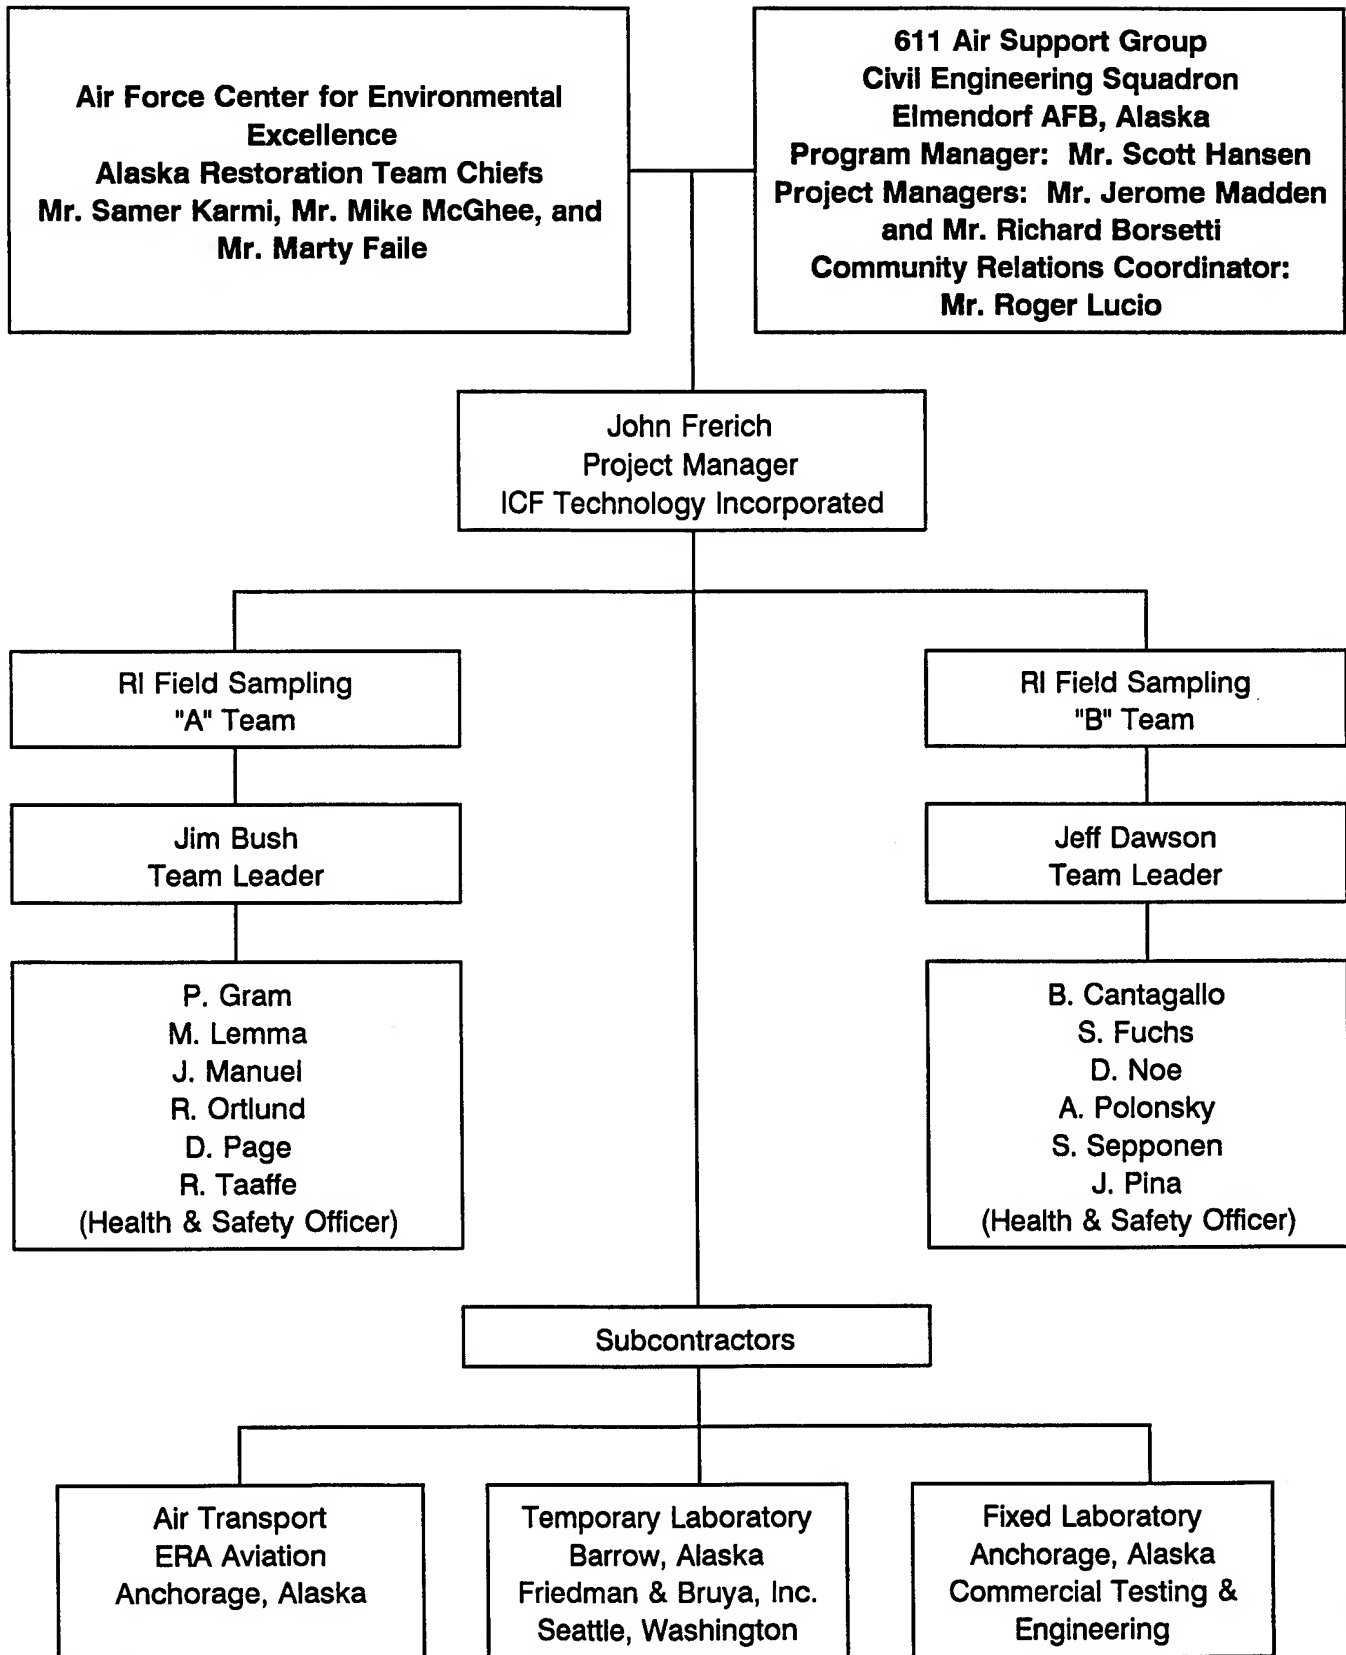 Air Force Center for Environmental
Excellence
Alaska Restoration Team Chiefs
Mr. Samer Karmi, Mr. Mike McGhee, and
Mr. Marty Faile
611 Air Support Group
Civil Engineering Squadron
Elmendorf AFB, Alaska
Program Manager: Mr. Scott Hansen
Project Managers: Mr. Jerome Madden
and Mr. Richard Borsetti
Community Relations Coordinator:
Mr. Roger Lucio
John Frerich
Project Manager
ICF Technology Incorporated
RI Field Sampling
"A" Team
RI Field Sampling
"B" Team
Jim Bush
Team Leader
Jeff Dawson
Team Leader
P. Gram
M. Lemma
J. Manuel
R. Ortlund
D. Page
R. Taaffe
(Health & Safety Officer)
B. Cantagallo
S. Fuchs
D. Noe
A. Polonsky
S. Sepponen
J. Pina
(Health & Safety Officer)
Subcontractors
Air Transport
ERA Aviation
Anchorage, Alaska
Temporary Laboratory
Barrow, Alaska
Friedman & Bruya, Inc.
Seattle, Washington
Fixed Laboratory
Anchorage, Alaska
Commercial Testing &
Engineering